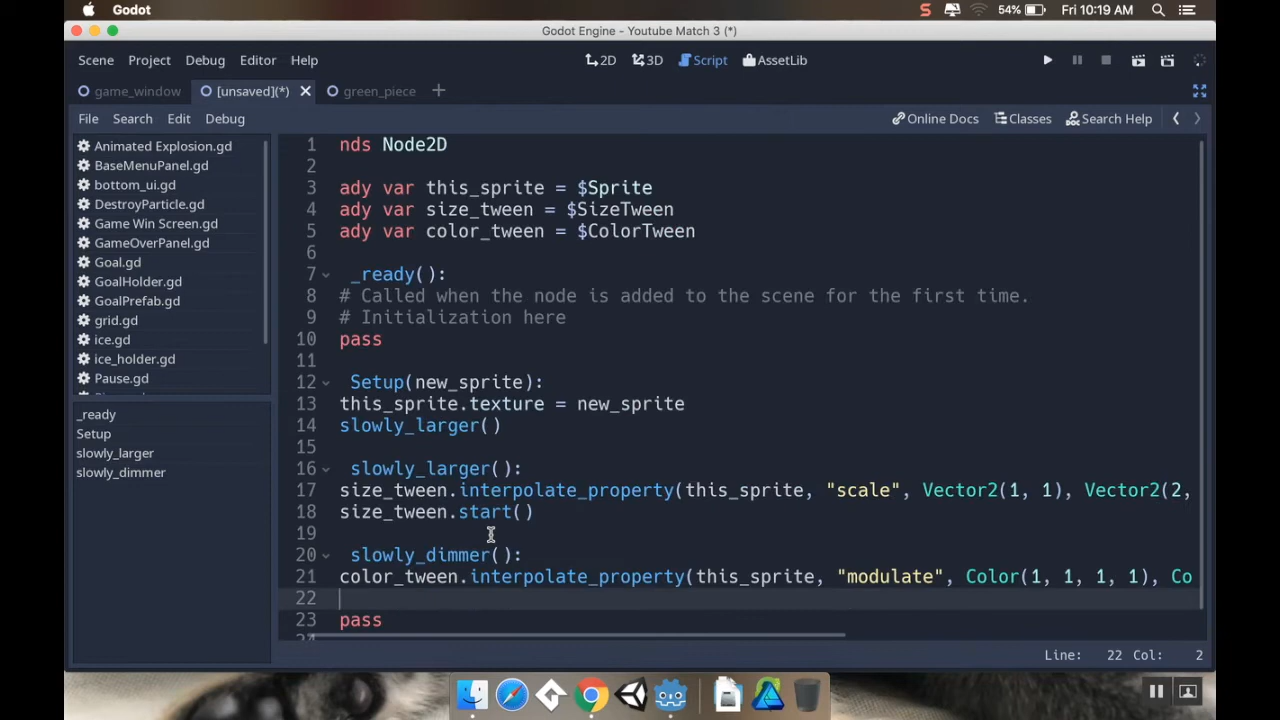 Godot
54%
Fri 10:19 AM
Godot Engine - Youtube Match 3 (*)
Scene Project Debug Editor Help
2D 3D Script AssetLib
game_window [unsaved](*) green_piece
File Search Edit Debug
Online Docs Classes Search Help
Animated Explosion.gd
BaseMenuPanel.gd
bottom_ui.gd
DestroyParticle.gd
Game Win Screen.gd
GameOverPanel.gd
Goal.gd
GoalHolder.gd
GoalPrefab.gd
grid.gd
ice.gd
ice_holder.gd
Pause.gd
_ready
Setup
slowly_larger
slowly_dimmer
1 nds Node2D
2
3 ady var this_sprite = $Sprite
4 ady var size_tween = $SizeTween
5 ady var color_tween = $ColorTween
6
7 _ready():
8 # Called when the node is added to the scene for the first time.
9 # Initialization here
10 pass
11
12 Setup(new_sprite):
13 this_sprite.texture = new_sprite
14 slowly_larger()
15
16 slowly_larger():
17 size_tween.interpolate_property(this_sprite, "scale", Vector2(1, 1), Vector2(2,
18 size_tween.start()
19
20 slowly_dimmer():
21 color_tween.interpolate_property(this_sprite, "modulate", Color(1, 1, 1, 1), Co
22
23 pass
Line: 22 Col: 2